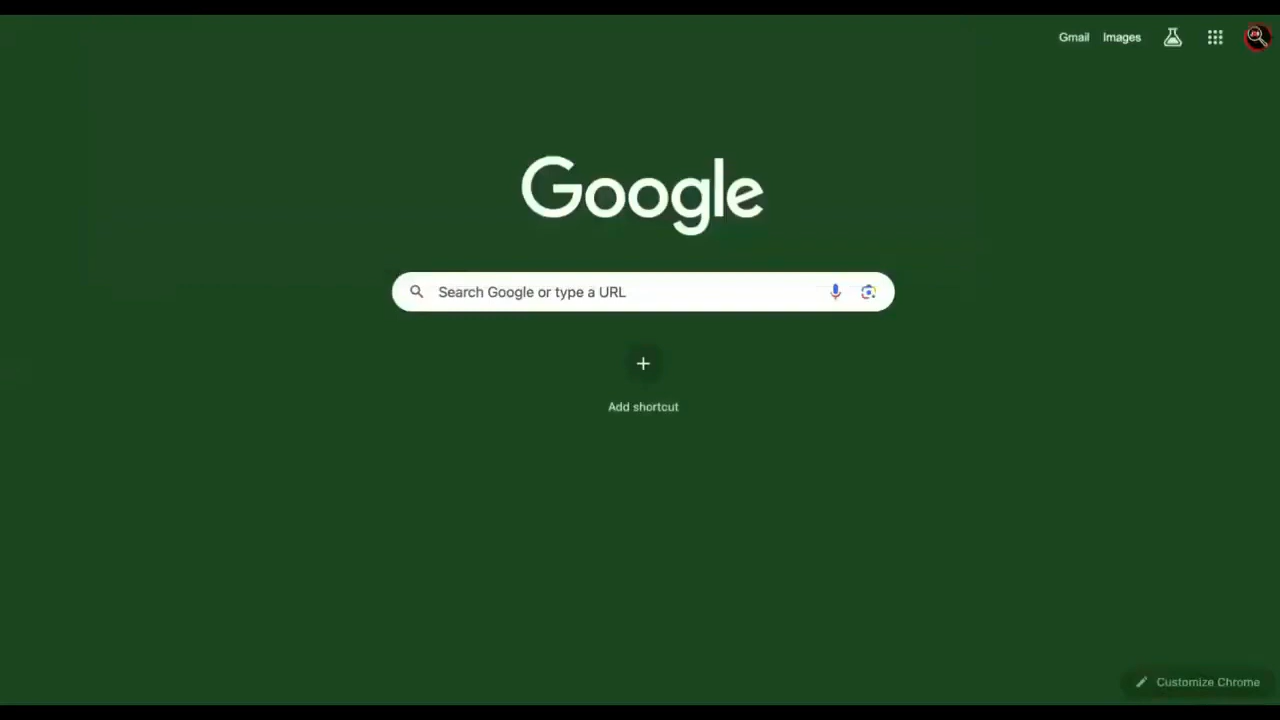 Gmail Images
Google
Search Google or type a URL
Add shortcut
Customize Chrome